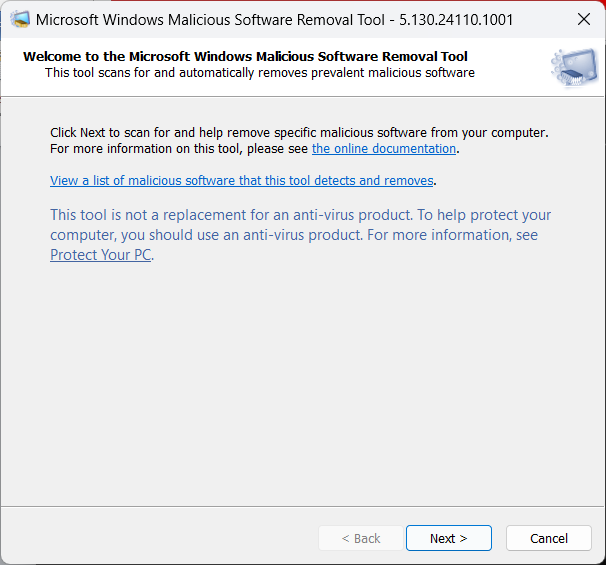 Microsoft Windows Malicious Software Removal Tool - 5.130.24110.1001
Welcome to the Microsoft Windows Malicious Software Removal Tool
This tool scans for and automatically removes prevalent malicious software
Click Next to scan for and help remove specific malicious software from your computer.
For more information on this tool, please see the online documentation.
View a list of malicious software that this tool detects and removes.
This tool is not a replacement for an anti-virus product. To help protect your
computer, you should use an anti-virus product. For more information, see
Protect Your PC.
< Back
Next >
Cancel